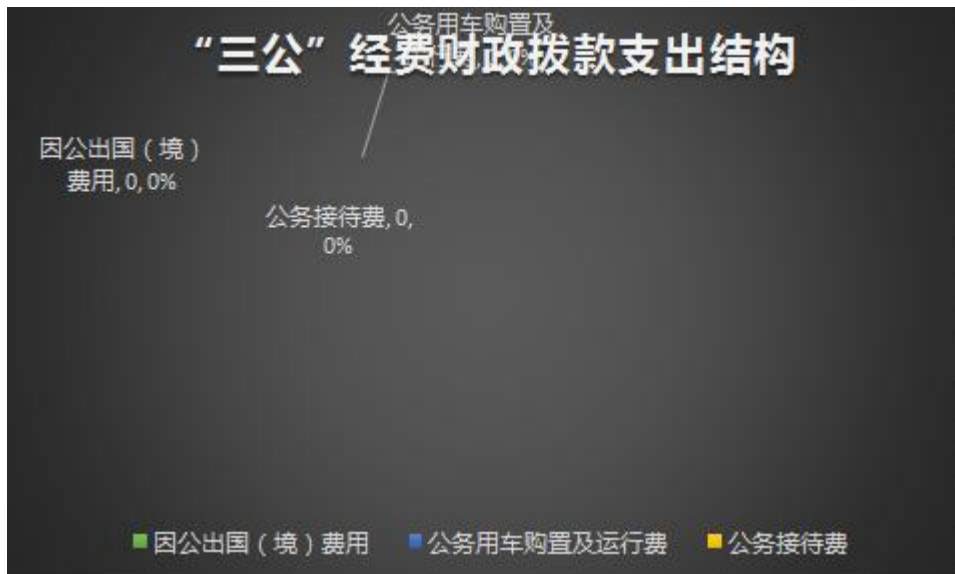 公务用车购置及
“三公”经费财政拨款支出结构
因公出国（境）
费用, 0, 0%
公务接待费, 0,
0%
因公出国（境）费用
公务用车购置及运行费
公务接待费